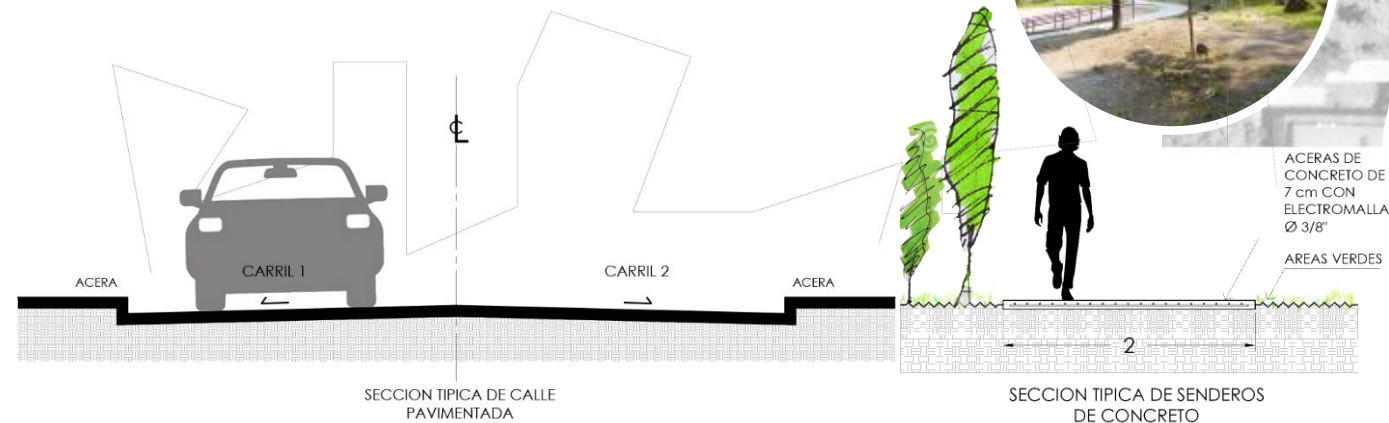 ℄
CARRIL 1
CARRIL 2
ACERA
ACERA
SECCION TIPICA DE CALLE
PAVIMENTADA
ACERAS DE
CONCRETO DE
7 cm CON
ELECTROMALLA
Ø 3/8"
AREAS VERDES
2
SECCION TIPICA DE SENDEROS
DE CONCRETO